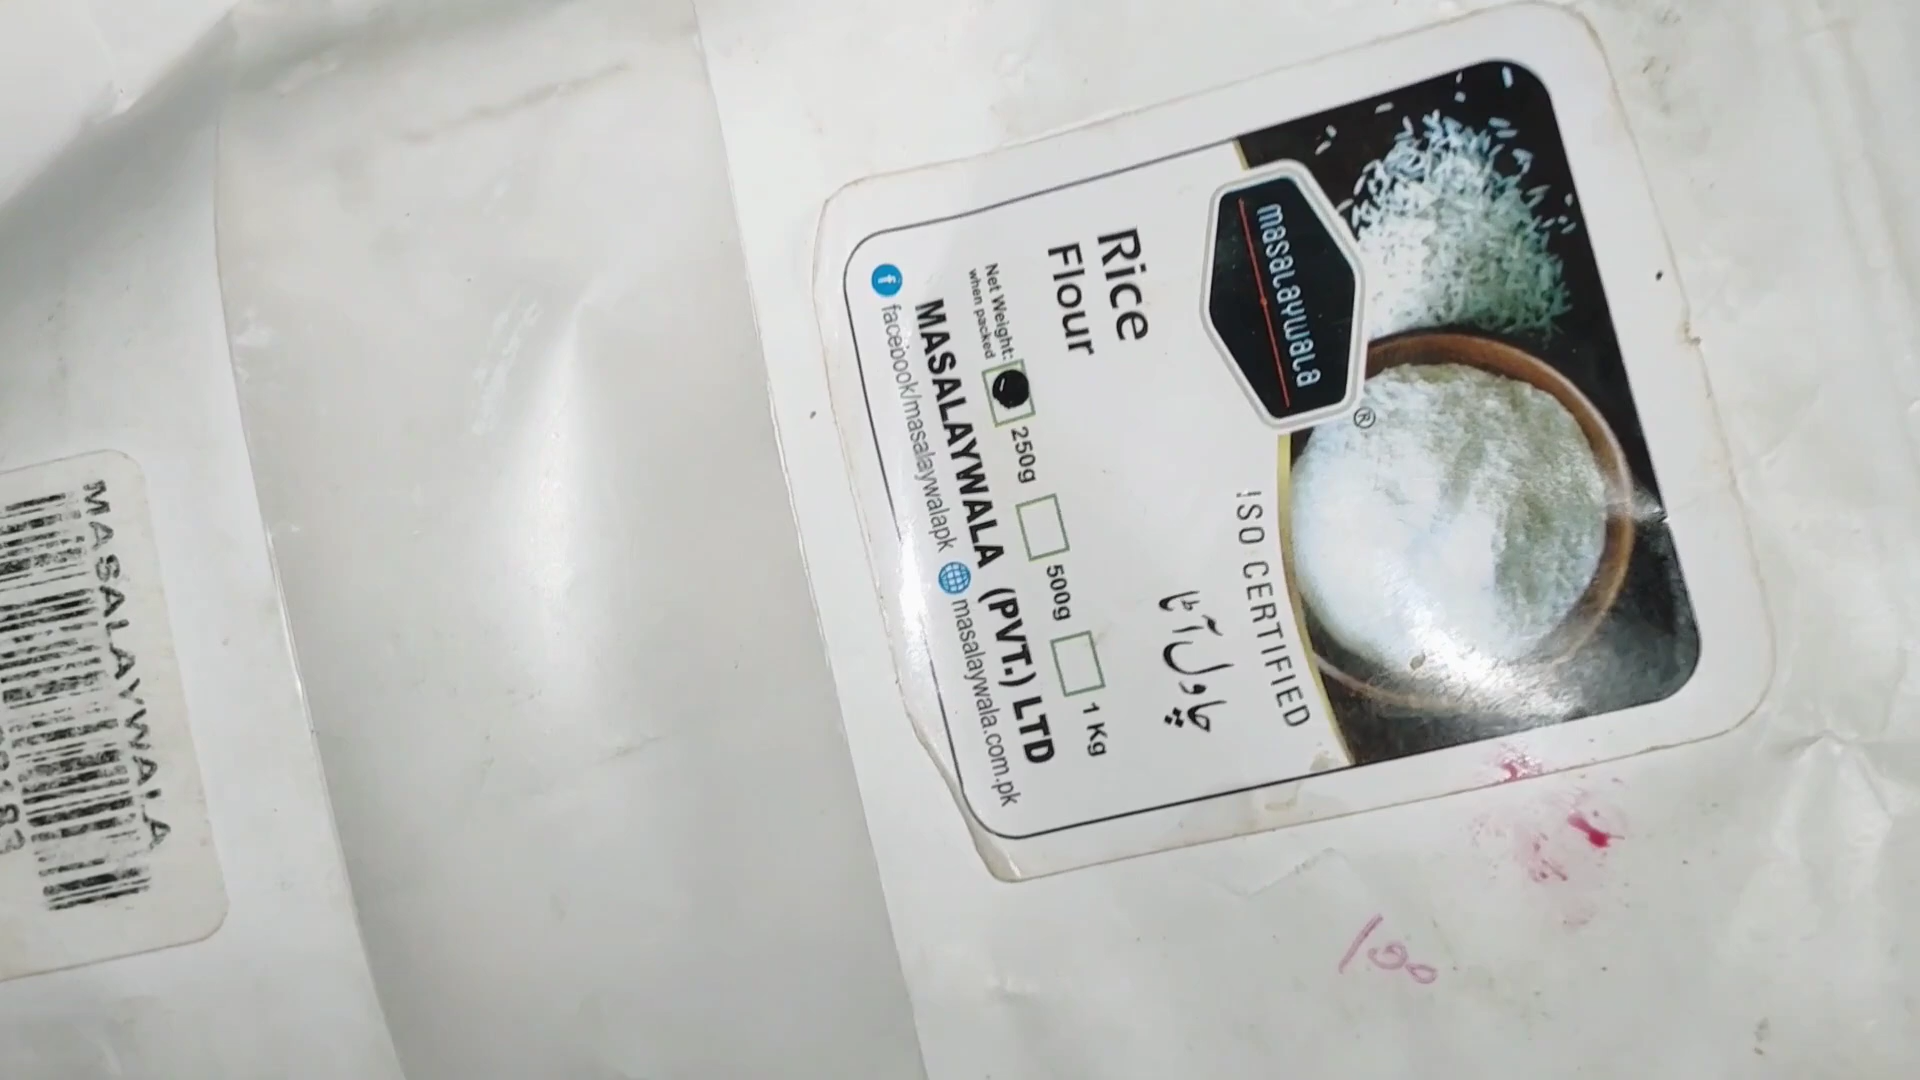 masalaywala
®
ISO CERTIFIED
Rice
Flour
چاول آٹا
Net Weight:
when packed
250g
500g
1 Kg
MASALAYWALA (PVT.) LTD
facebook/masalaywalapk masalaywala.com.pk
100
MASALAYWALA